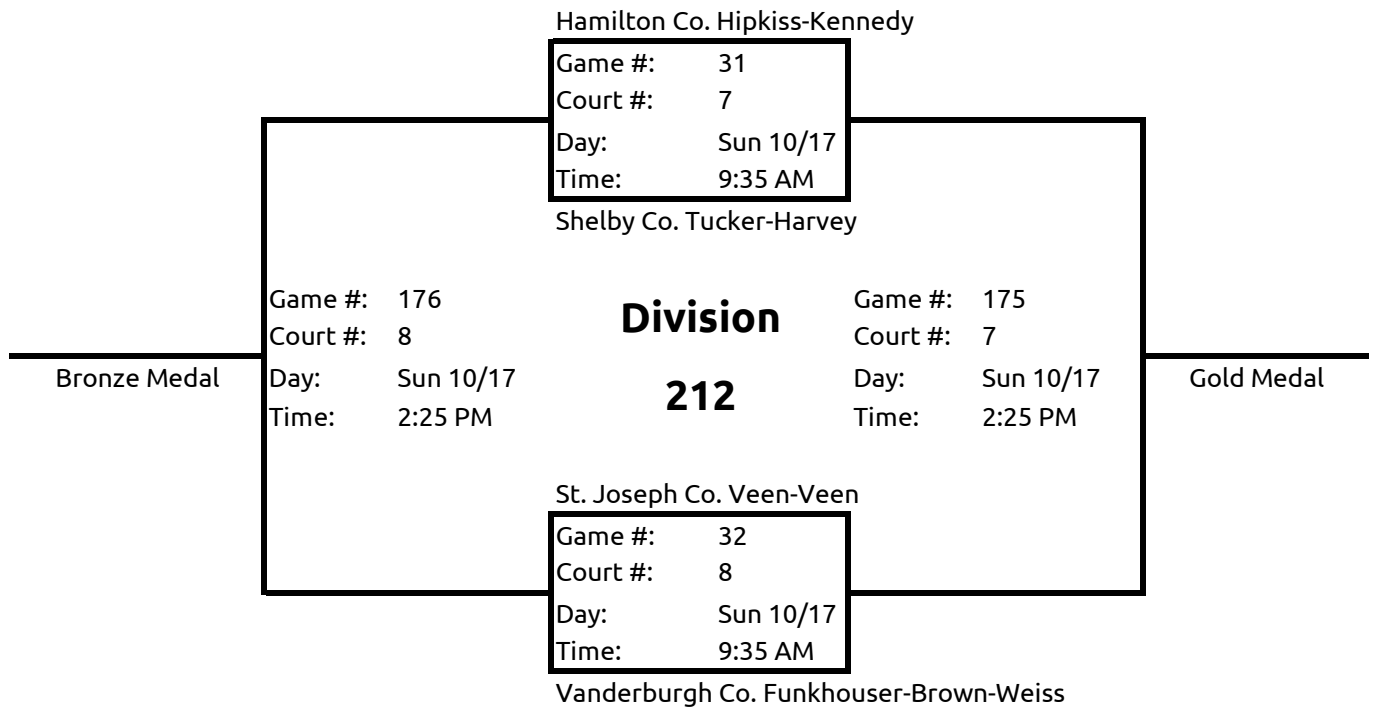 Hamilton Co. Hipkiss-Kennedy
Game #: 31
Court #: 7
Day: Sun 10/17
Time: 9:35 AM
Shelby Co. Tucker-Harvey
Game #: 176
Court #: 8
Day: Sun 10/17
Time: 2:25 PM
Bronze Medal
Division
212
Game #: 175
Court #: 7
Day: Sun 10/17
Time: 2:25 PM
Gold Medal
St. Joseph Co. Veen-Veen
Game #: 32
Court #: 8
Day: Sun 10/17
Time: 9:35 AM
Vanderburgh Co. Funkhouser-Brown-Weiss